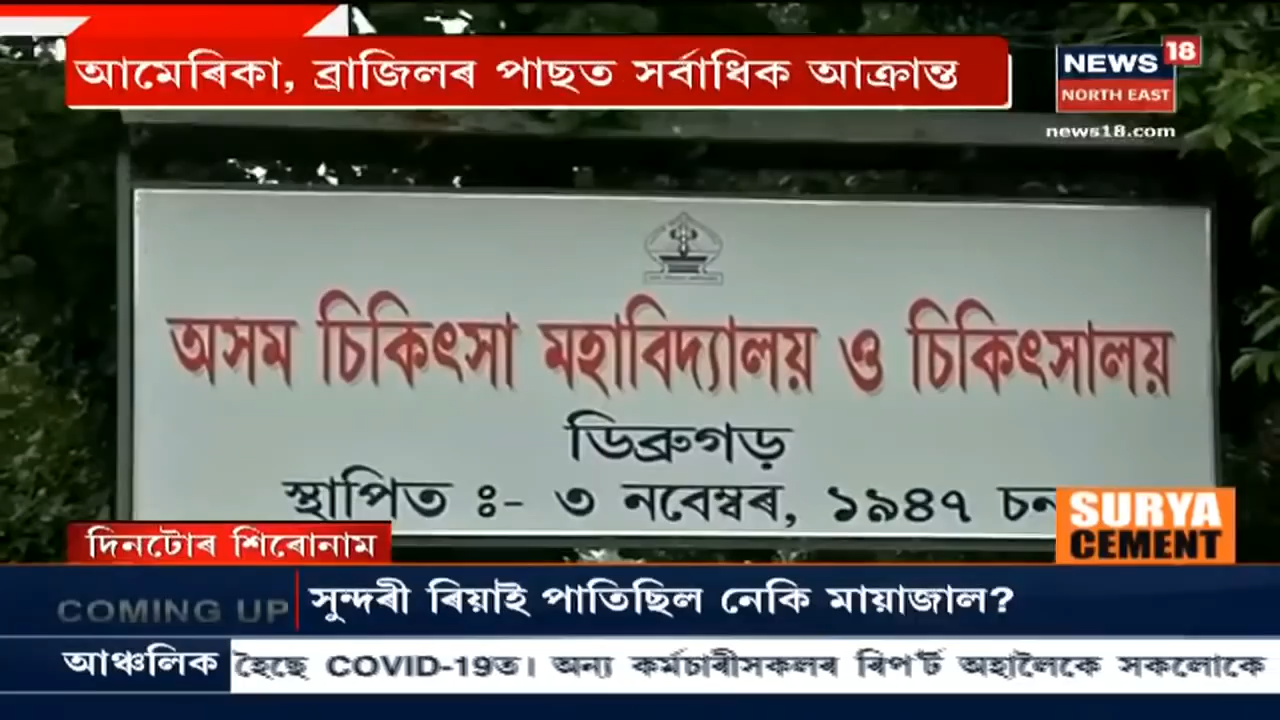 আমেৰিকা, ব্ৰাজিলৰ পাছত সৰ্বাধিক আক্ৰান্ত
NEWS 18
NORTH EAST
news18.com
অসম চিকিৎসা মহাবিদ্যালয় ও চিকিৎসালয়
ডিব্ৰুগড়
স্থাপিত ঃ- ৩ নবেম্বৰ, ১৯৪৭ চন
SURYA
CEMENT
দিনটোৰ শিৰোনাম
COMING UP সুন্দৰী ৰিয়াই পাতিছিল নেকি মায়াজাল?
আঞ্চলিক হৈছে COVID-19ত। অন্য কৰ্মচাৰীসকলৰ ৰিপ'ৰ্ট অহালৈকে সকলোকে